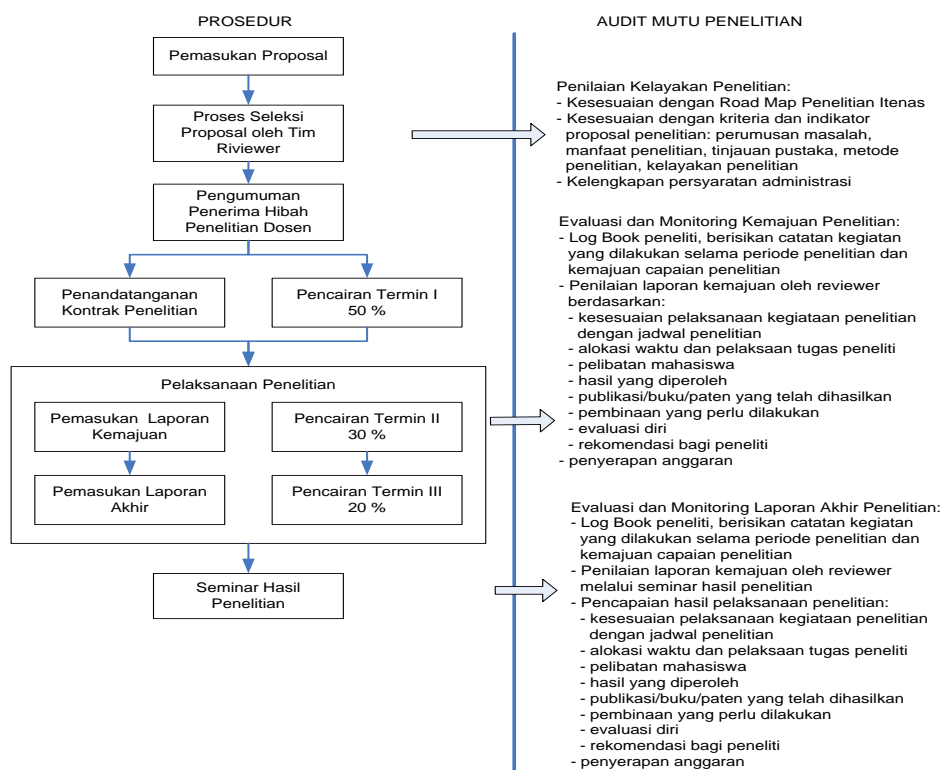 PROSEDUR
Pemasukan Proposal
Proses Seleksi
Proposal oleh Tim
Riviewer
Pengumuman
Penerima Hibah
Penelitian Dosen
Penandatanganan
Kontrak Penelitian
Pencairan Termin I
50 %
Pelaksanaan Penelitian
Pemasukan Laporan
Kemajuan
Pencairan Termin II
30 %
Pemasukan Laporan
Akhir
Pencairan Termin III
20 %
Seminar Hasil
Penelitian
AUDIT MUTU PENELITIAN
Penilaian Kelayakan Penelitian:
- Kesesuaian dengan Road Map Penelitian Itenas
- Kesesuaian dengan kriteria dan indikator
proposal penelitian: perumusan masalah,
manfaat penelitian, tinjauan pustaka, metode
penelitian, kelayakan penelitian
- Kelengkapan persyaratan administrasi
Evaluasi dan Monitoring Kemajuan Penelitian:
- Log Book peneliti, berisikan catatan kegiatan
yang dilakukan selama periode penelitian dan
kemajuan capaian penelitian
- Penilaian laporan kemajuan oleh reviewer
berdasarkan:
- kesesuaian pelaksanaan kegiataan penelitian
dengan jadwal penelitian
- alokasi waktu dan pelaksaan tugas peneliti
- pelibatan mahasiswa
- hasil yang diperoleh
- publikasi/buku/paten yang telah dihasilkan
- pembinaan yang perlu dilakukan
- evaluasi diri
- rekomendasi bagi peneliti
- penyerapan anggaran
Evaluasi dan Monitoring Laporan Akhir Penelitian:
- Log Book peneliti, berisikan catatan kegiatan
yang dilakukan selama periode penelitian dan
kemajuan capaian penelitian
- Penilaian laporan kemajuan oleh reviewer
melalui seminar hasil penelitian
- Pencapaian hasil pelaksanaan penelitian:
- kesesuaian pelaksanaan kegiataan penelitian
dengan jadwal penelitian
- alokasi waktu dan pelaksaan tugas peneliti
- pelibatan mahasiswa
- hasil yang diperoleh
- publikasi/buku/paten yang telah dihasilkan
- pembinaan yang perlu dilakukan
- evaluasi diri
- rekomendasi bagi peneliti
- penyerapan anggaran